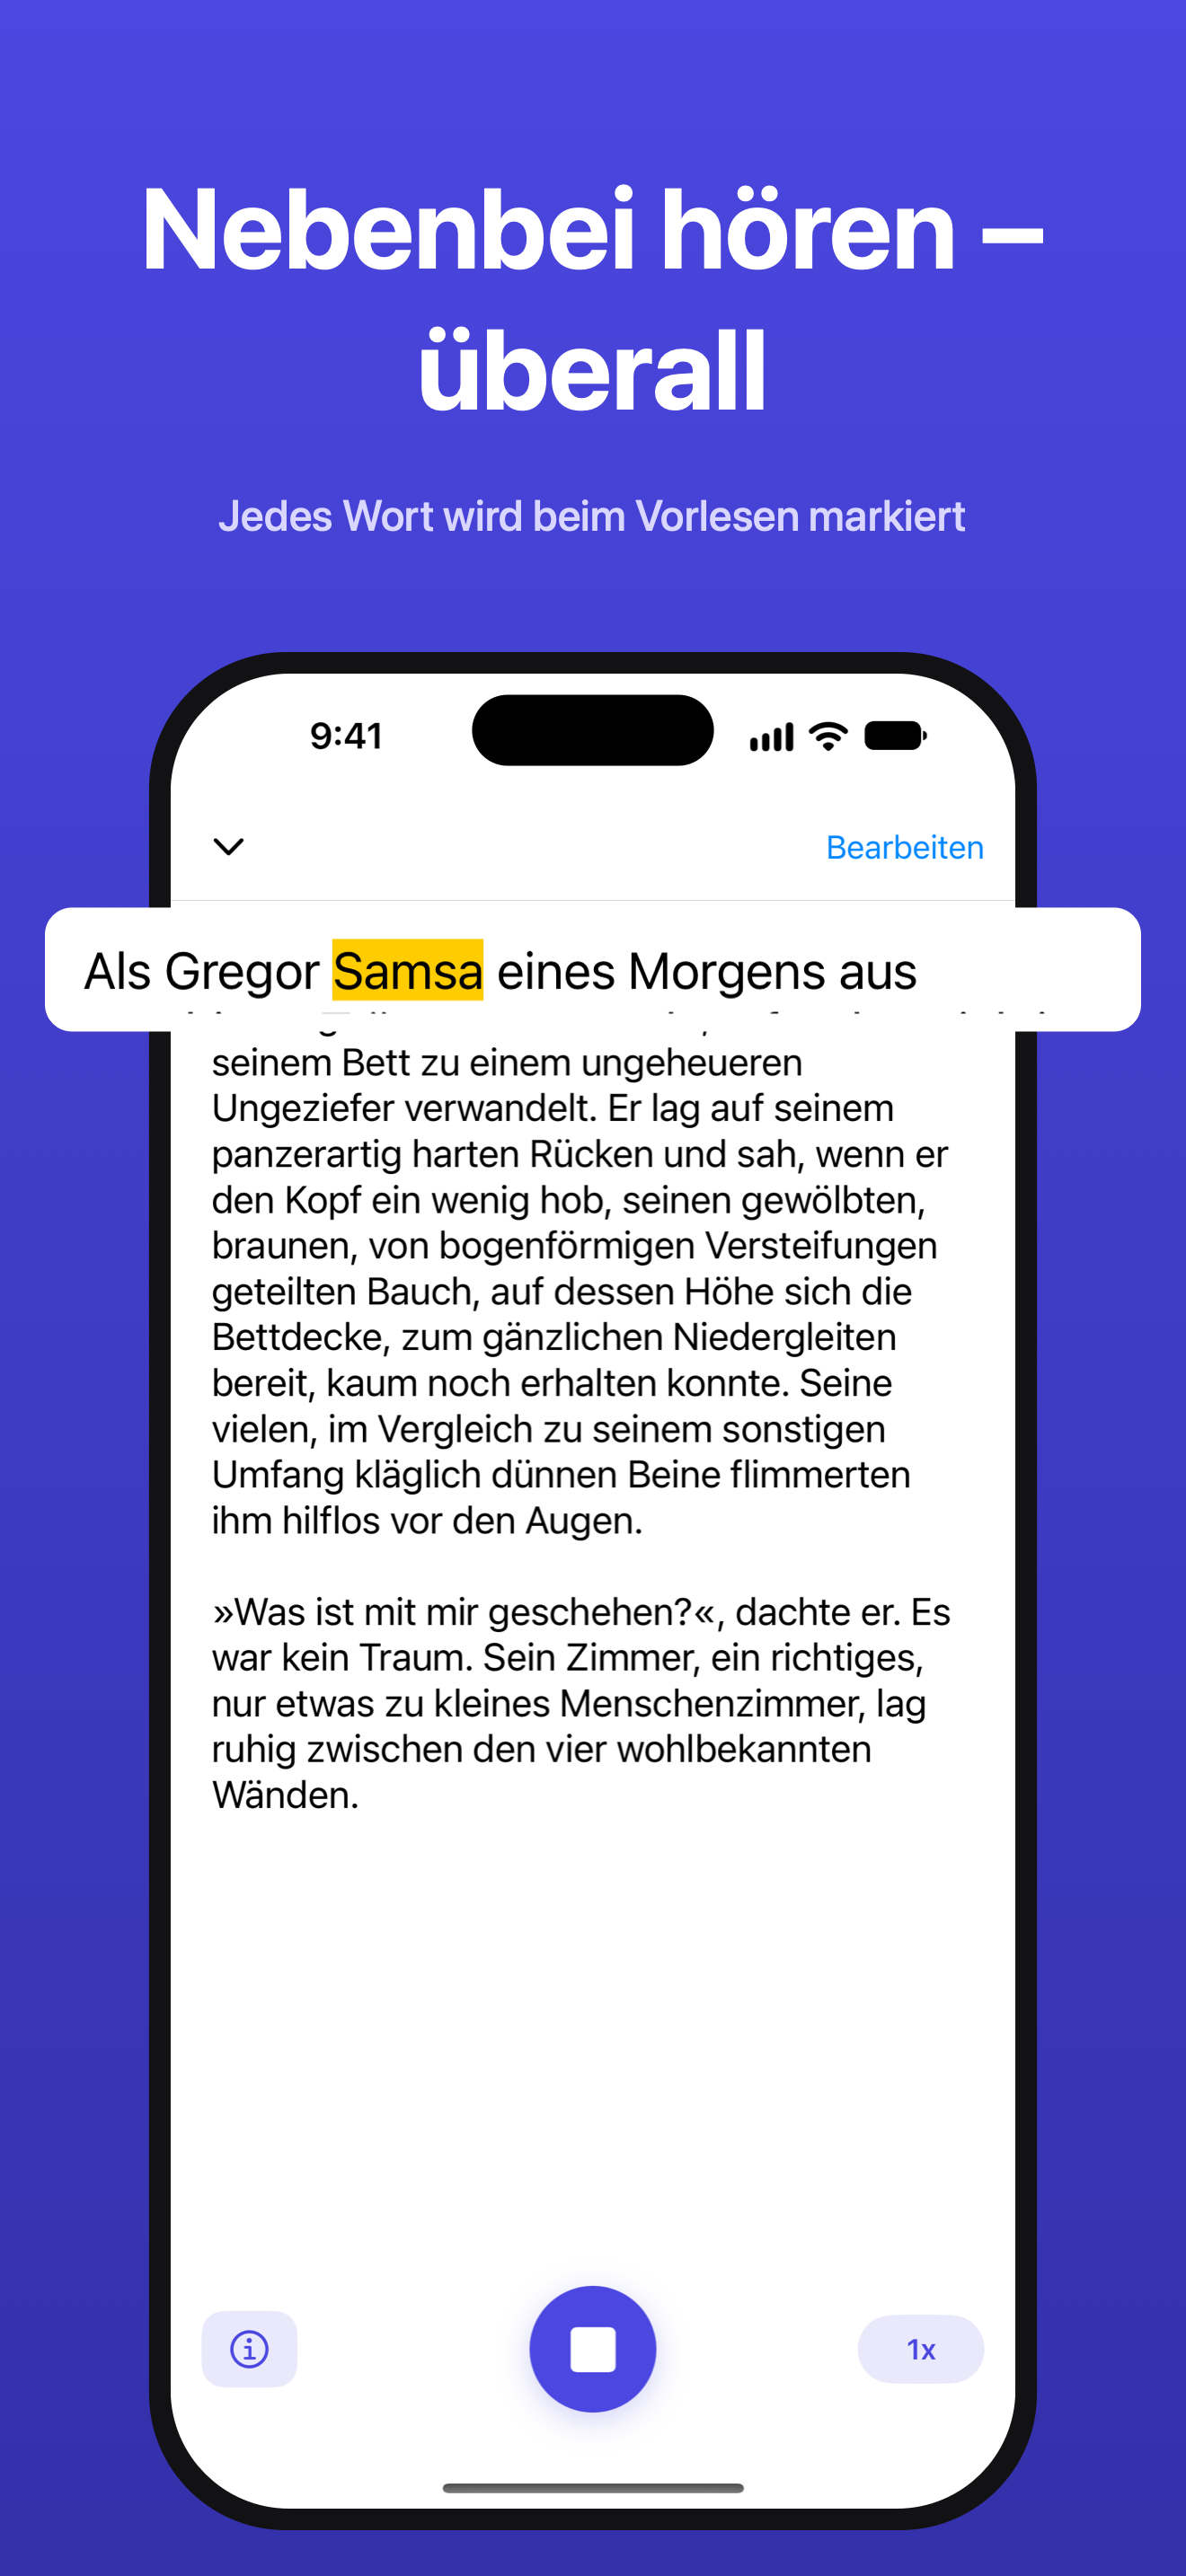 Nebenbei hören –
überall
Jedes Wort wird beim Vorlesen markiert
9:41
Bearbeiten
Als Gregor Samsa eines Morgens aus
seinem Bett zu einem ungeheueren
Ungeziefer verwandelt. Er lag auf seinem
panzerartig harten Rücken und sah, wenn er
den Kopf ein wenig hob, seinen gewölbten,
braunen, von bogenförmigen Versteifungen
geteilten Bauch, auf dessen Höhe sich die
Bettdecke, zum gänzlichen Niedergleiten
bereit, kaum noch erhalten konnte. Seine
vielen, im Vergleich zu seinem sonstigen
Umfang kläglich dünnen Beine flimmerten
ihm hilflos vor den Augen.
»Was ist mit mir geschehen?«, dachte er. Es
war kein Traum. Sein Zimmer, ein richtiges,
nur etwas zu kleines Menschenzimmer, lag
ruhig zwischen den vier wohlbekannten
Wänden.
1x